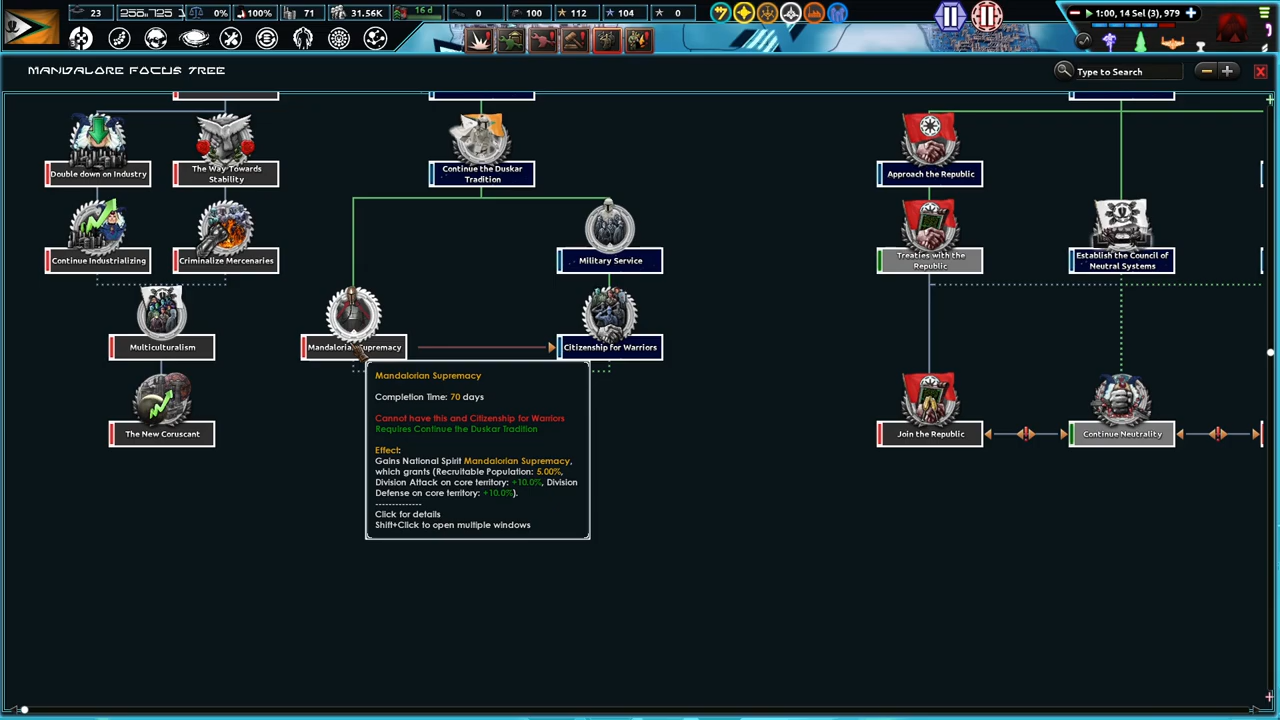 23
0%
100%
71
31.56K
16 d
0
100
112
104
0
1:00, 14 Sel (3), 979
MANDALORE FOCUS TREE
Type to Search
Double down on Industry
The Way Towards
Stability
Continue the Duskar
Tradition
Approach the Republic
Continue Industrializing
Criminalize Mercenaries
Military Service
Treaties with the
Republic
Establish the Council of
Neutral Systems
Multiculturalism
Mandalorian Supremacy
Citizenship for Warriors
Mandalorian Supremacy
Completion Time: 70 days
Cannot have this and Citizenship for Warriors
Requires Continue the Duskar Tradition
Effect:
Gains National Spirit Mandalorian Supremacy,
which grants (Recruitable Population: 5.00%,
Division Attack on core territory: +10.0%, Division
Defense on core territory: +10.0%).
--------------
Click for details
Shift+Click to open multiple windows
The New Coruscant
Join the Republic
Continue Neutrality